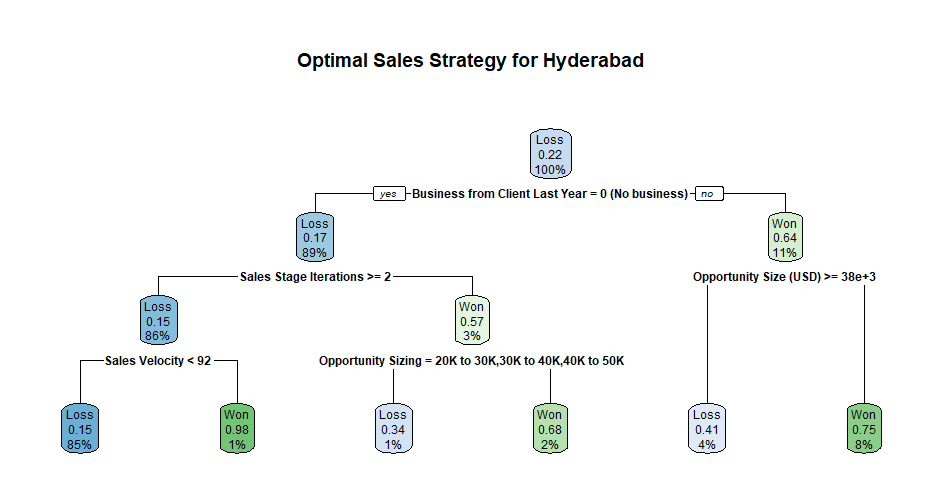 Optimal Sales Strategy for Hyderabad
Loss
0.22
100%
yes Business from Client Last Year = 0 (No business) no
Loss
0.17
89%
Won
0.64
11%
Sales Stage Iterations >= 2
Opportunity Size (USD) >= 38e+3
Loss
0.15
86%
Won
0.57
3%
Sales Velocity < 92
Opportunity Sizing = 20K to 30K,30K to 40K,40K to 50K
Loss
0.15
85%
Won
0.98
1%
Loss
0.34
1%
Won
0.68
2%
Loss
0.41
4%
Won
0.75
8%